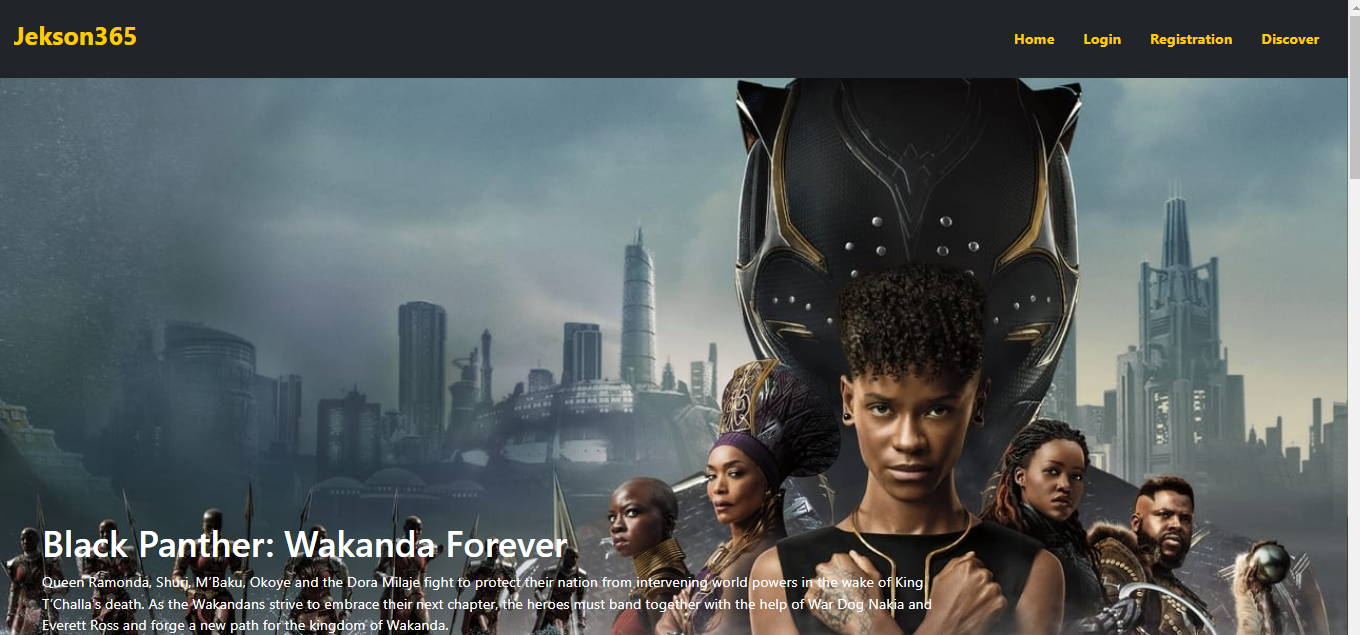 Jekson365
Home Login Registration Discover
Black Panther: Wakanda Forever
Queen Ramonda, Shuri, M’Baku, Okoye and the Dora Milaje fight to protect their nation from intervening world powers in the wake of King
T’Challa’s death. As the Wakandans strive to embrace their next chapter, the heroes must band together with the help of War Dog Nakia and
Everett Ross and forge a new path for the kingdom of Wakanda.